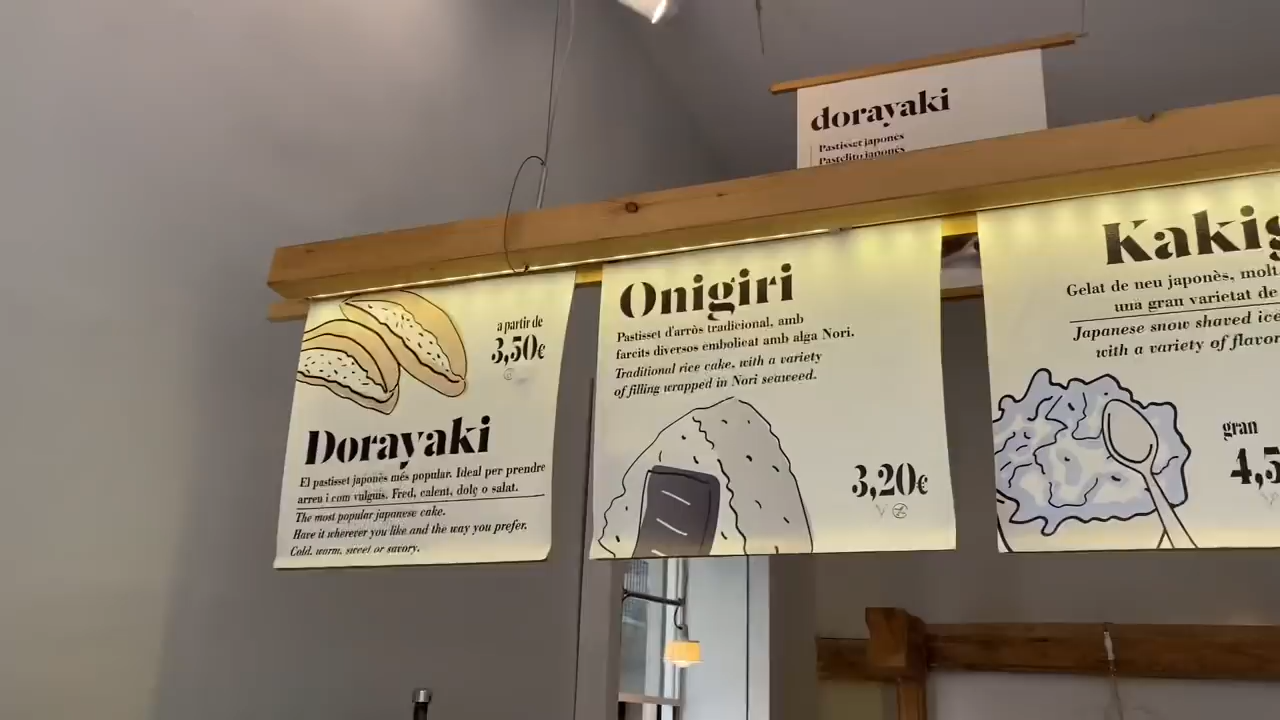 dorayaki
Pastisset japonès
Pastelito japonés
a partir de
3,50€
Dorayaki
El pastisset japonès més popular. Ideal per prendre
arreu i com vulguis. Fred, calent, dolç o salat.
The most popular japanese cake.
Have it wherever you like and the way you prefer.
Cold, warm, sweet or savory.
Onigiri
Pastisset d'arròs tradicional, amb
farcits diversos embolicat amb alga Nori.
Traditional rice cake, with a variety
of filling wrapped in Nori seaweed.
3,20€
V
Kakig
Gelat de neu japonès, molt
una gran varietat de
Japanese snow shaved ice
with a variety of flavor
gran
4,5